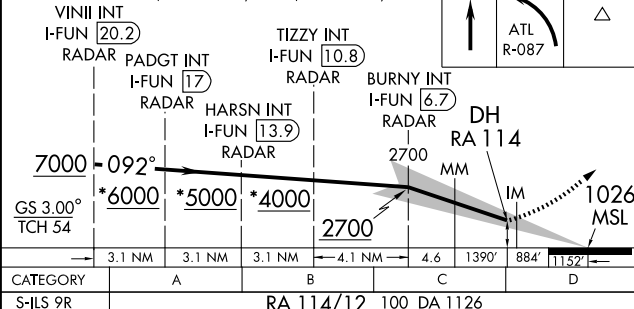 VINII INT
I-FUN 20.2
RADAR
PADGT INT
I-FUN 17
RADAR
HARSN INT
I-FUN 13.9
RADAR
TIZZY INT
I-FUN 10.8
RADAR
BURNY INT
I-FUN 6.7
RADAR
ATL
R-087
DH
RA 114
2700
MM
IM
1026
MSL
7000
092°
*6000
*5000
*4000
2700
GS 3.00°
TCH 54
3.1 NM 3.1 NM 3.1 NM 4.1 NM 4.6 1390' 884' 1152'
CATEGORY A B C D
S-ILS 9R RA 114/12 100 DA 1126